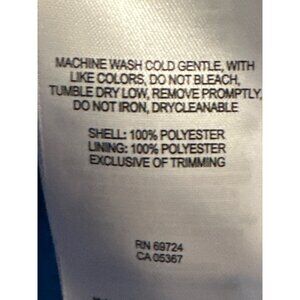 MACHINE WASH COLD GENTLE, WITH
LIKE COLORS, DO NOT BLEACH,
TUMBLE DRY LOW, REMOVE PROMPTLY,
DO NOT IRON, DRYCLEANABLE
SHELL: 100% POLYESTER
LINING: 100% POLYESTER
EXCLUSIVE OF TRIMMING
RN 69724
CA 05367